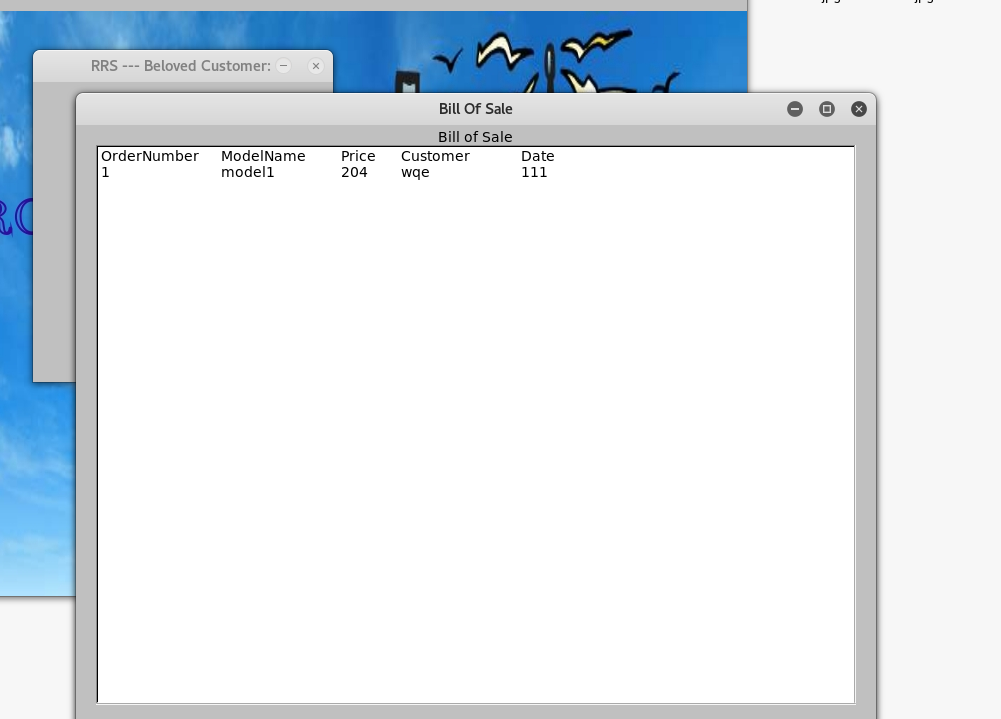 RRS --- Beloved Customer:
Bill Of Sale
Bill of Sale
OrderNumber ModelName Price Customer Date
1 model1 204 wqe 111